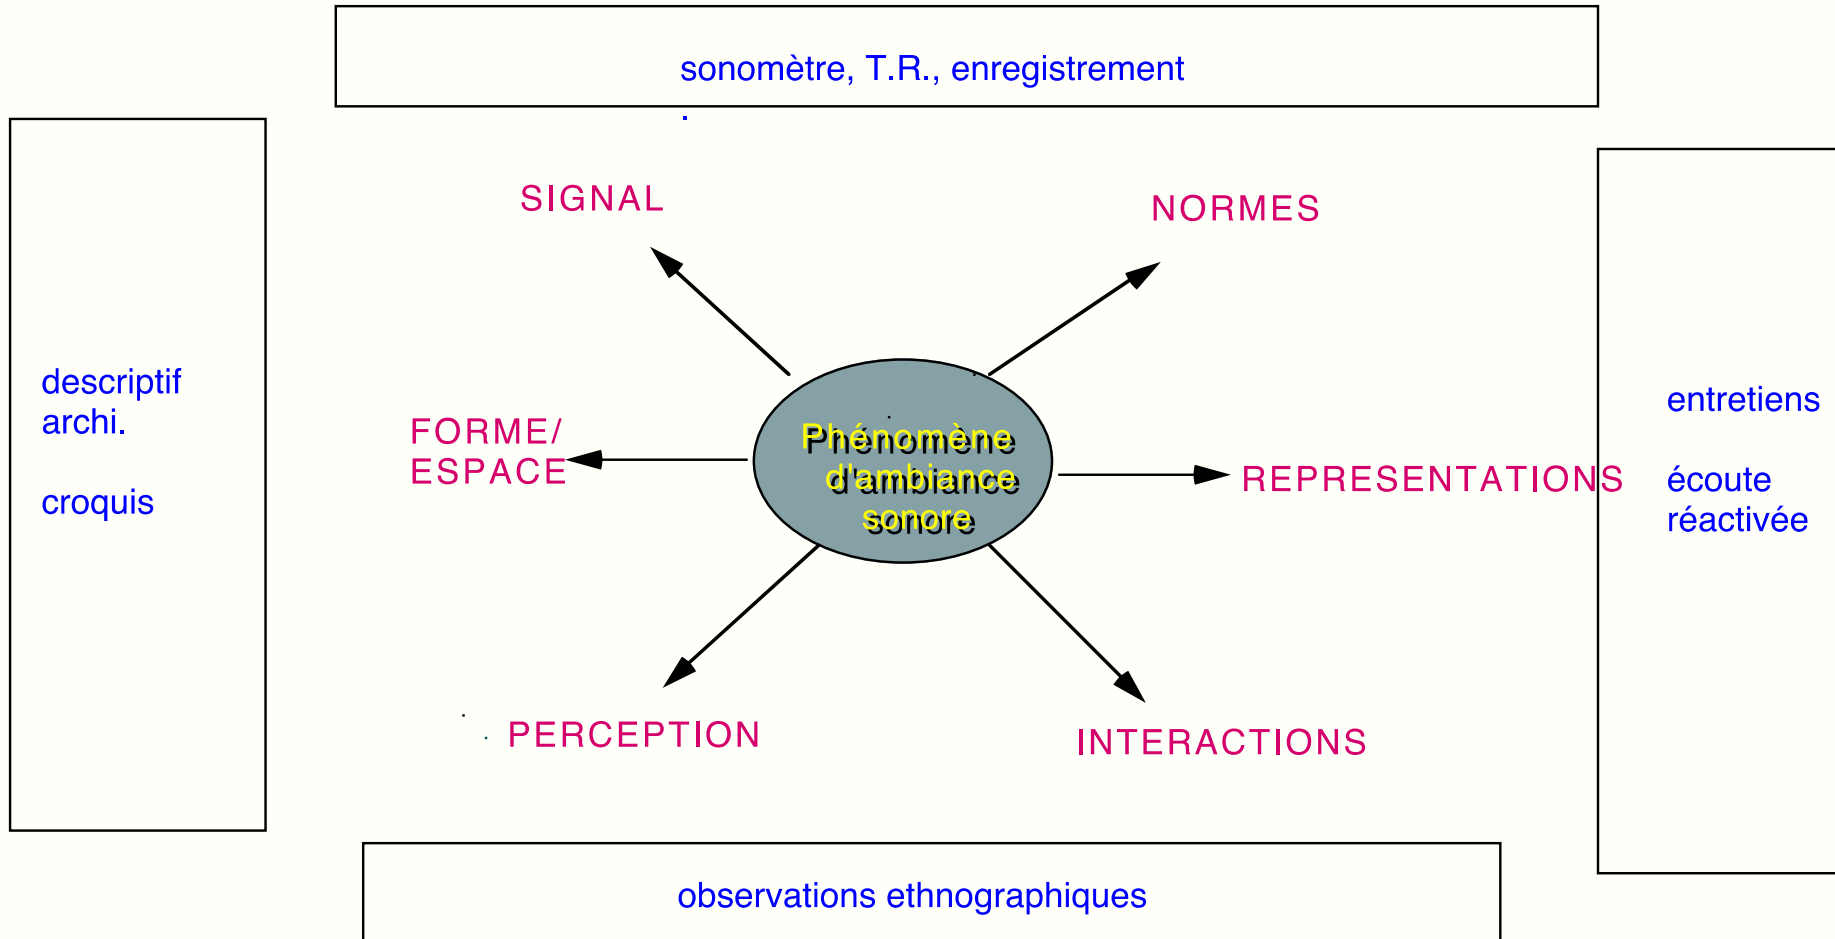 sonomètre, T.R., enregistrement
.
SIGNAL
NORMES
descriptif
archi.
croquis
FORME/
ESPACE
Phénomène
d'ambiance
sonore
REPRESENTATIONS
entretiens
écoute
réactivée
PERCEPTION
INTERACTIONS
observations ethnographiques